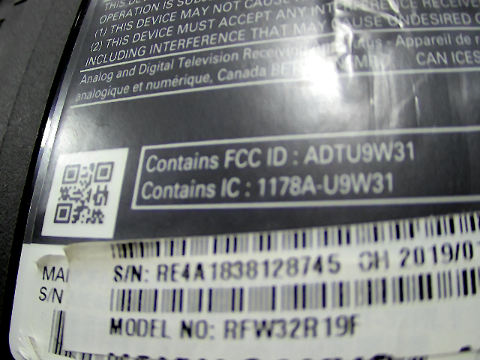 OPERATION IS SUBJ
(1) THIS DEVICE MAY NOT CAUSE
(2) THIS DEVICE MUST ACCEPT ANY INTERFERENCE RECEIVED
INCLUDING INTERFERENCE THAT MAY CAUSE UNDESIRED O
Analog and Digital Television Receiving - Appareil de r
analogique et numérique, Canada CAN ICES
Contains FCC ID : ADTU9W31
Contains IC : 1178A-U9W31
S/N: RE4A1838128745 CH 2019/0
S/N
MODEL NO: RFW32R19F